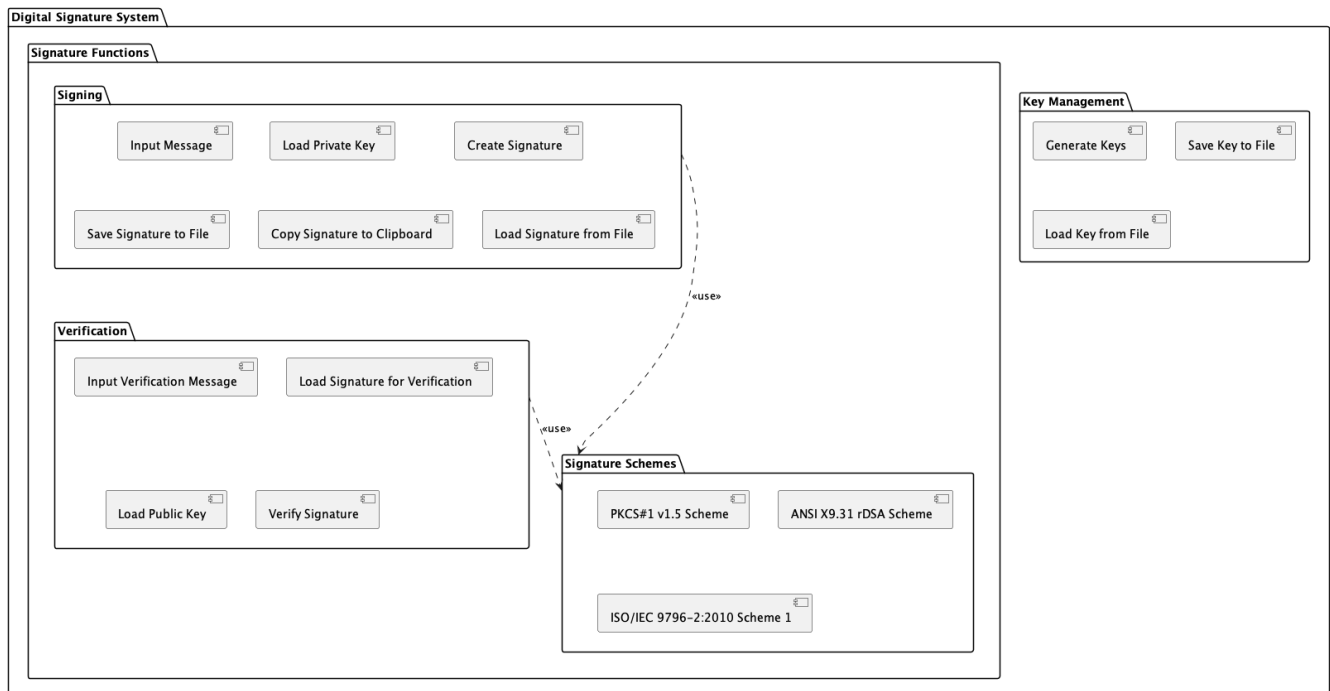 Digital Signature System
Signature Functions
Signing
Input Message
Load Private Key
Create Signature
Save Signature to File
Copy Signature to Clipboard
Load Signature from File
Key Management
Generate Keys
Save Key to File
Load Key from File
«use»
Verification
Input Verification Message
Load Signature for Verification
Load Public Key
Verify Signature
«use»
Signature Schemes
PKCS#1 v1.5 Scheme
ANSI X9.31 rDSA Scheme
ISO/IEC 9796-2:2010 Scheme 1